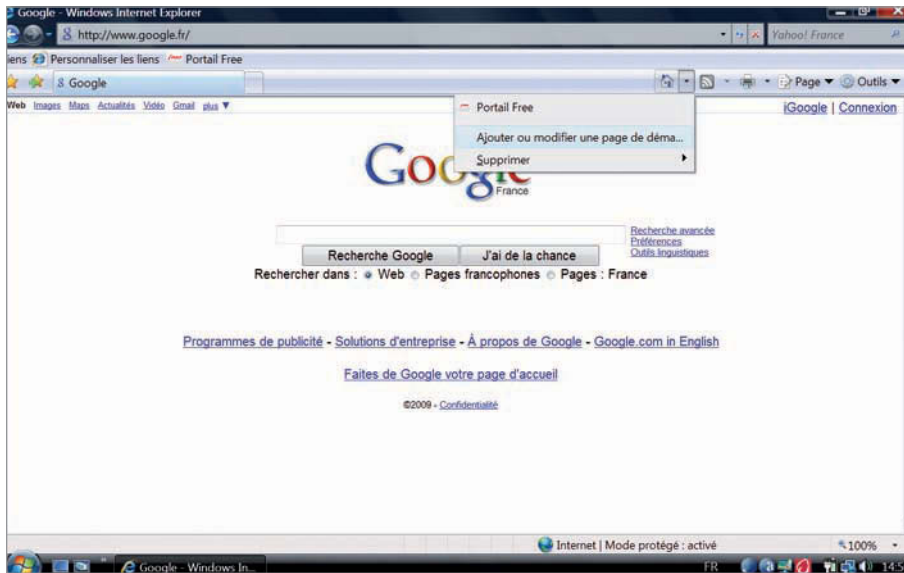 Google - Windows Internet Explorer
http://www.google.fr/
Yahoo! France
iens Personnaliser les liens Portail Free
Google
Page Outils
Web Images Maps Actualités Vidéo Gmail plus ▼
iGoogle | Connexion
Portail Free
Ajouter ou modifier une page de déma...
Supprimer
Google
France
Recherche avancée
Préférences
Outils linguistiques
Recherche Google
J'ai de la chance
Rechercher dans : Web Pages francophones Pages : France
Programmes de publicité - Solutions d'entreprise - À propos de Google - Google.com in English
Faites de Google votre page d'accueil
©2009 - Confidentialité
Internet | Mode protégé : activé
100%
Google - Windows In...
FR
14:5